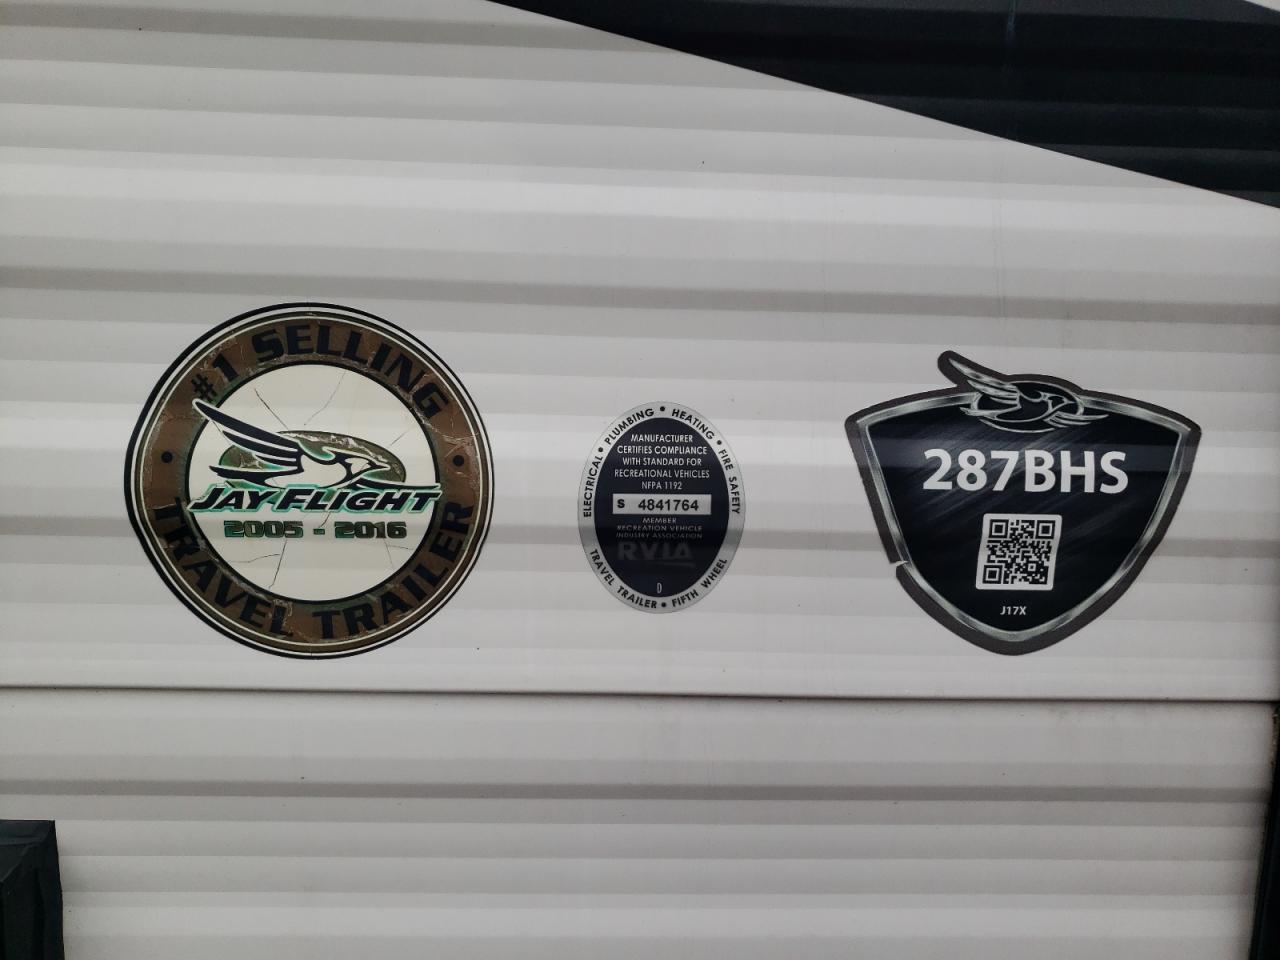 #1 SELLING
JAY FLIGHT
2005 - 2016
TRAVEL TRAILER
ELECTRICAL • PLUMBING • HEATING • FIRE SAFETY
MANUFACTURER
CERTIFIES COMPLIANCE
WITH STANDARD FOR
RECREATIONAL VEHICLES
NFPA 1192
S 4841764
MEMBER
RECREATION VEHICLE
INDUSTRY ASSOCIATION
RVIA
D
TRAVEL TRAILER • FIFTH WHEEL
287BHS
J17X